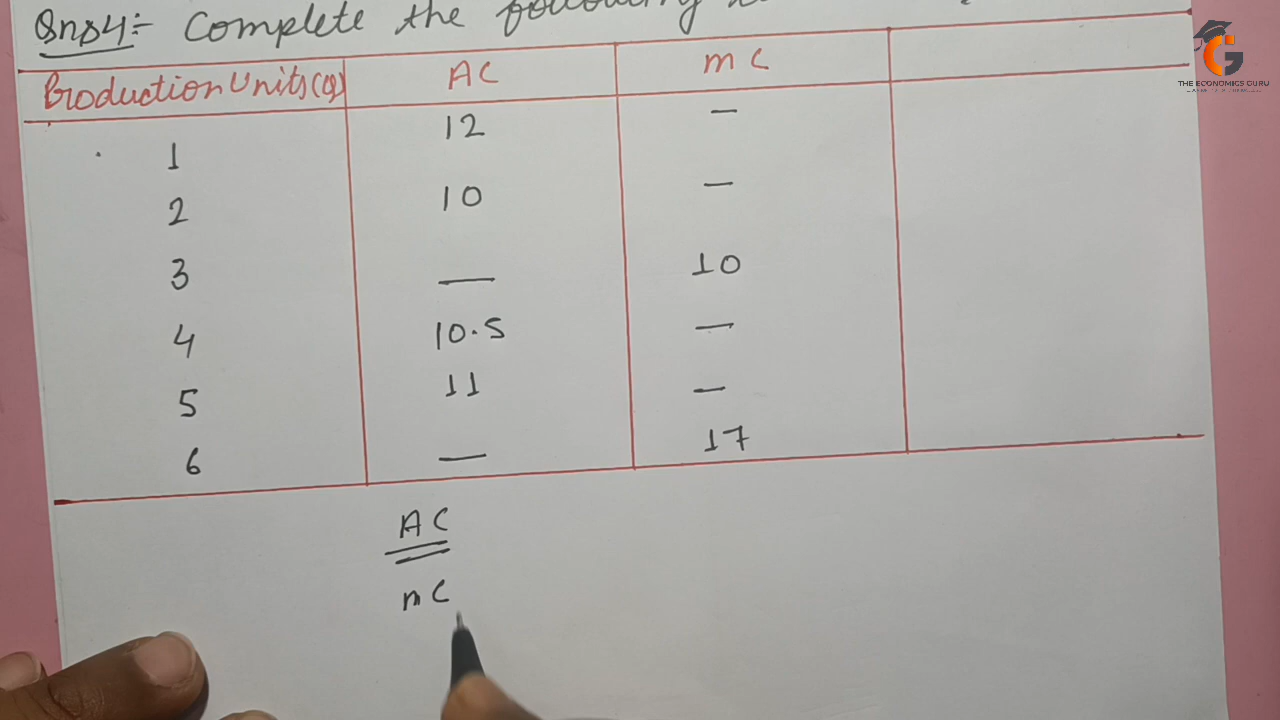 Qns4:- Complete the following
Production Units(Q) AC MC
1 12 —
2 10 —
3 — 10
4 10.5 —
5 11 —
6 — 17
AC
MC
THE ECONOMICS GURU